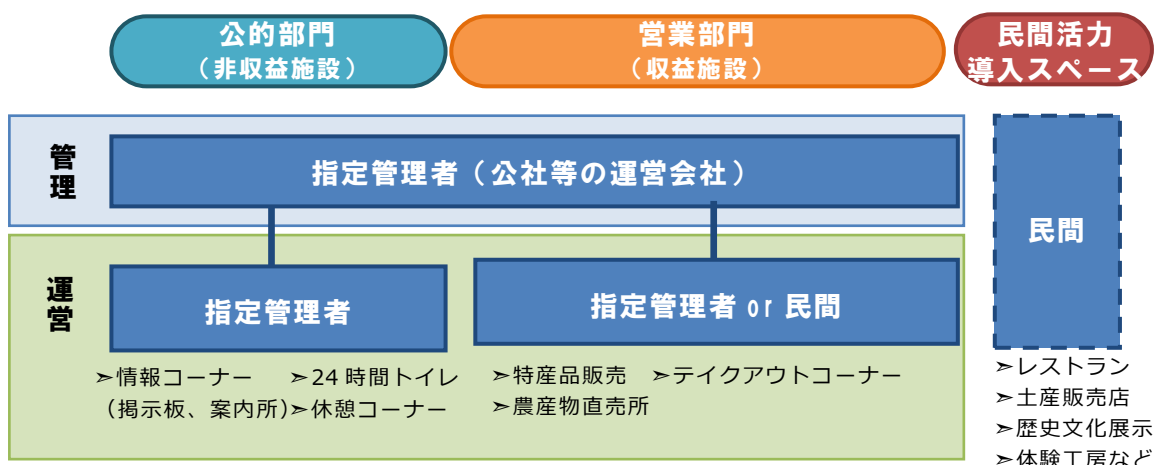 公的部門
（非収益施設）
営業部門
（収益施設）
民間活力
導入スペース
管理
指定管理者（公社等の運営会社）
民間
運営
指定管理者
指定管理者 or 民間
➣情報コーナー ➣24時間トイレ
(掲示板、案内所)➣休憩コーナー
➣特産品販売 ➣テイクアウトコーナー
➣農産物直売所
➣レストラン
➣土産販売店
➣歴史文化展示
➣体験工房など